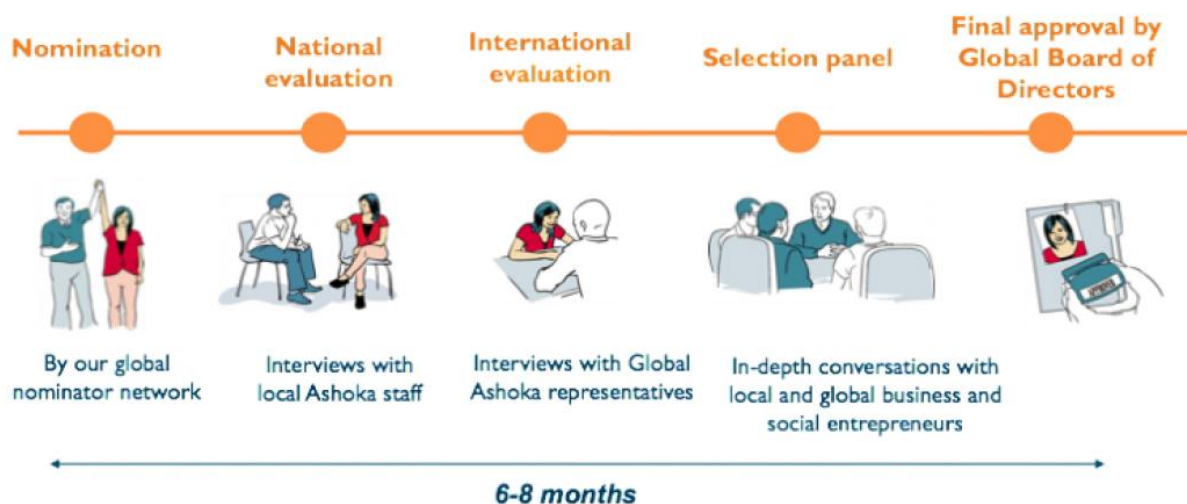 Nomination
National
evaluation
International
evaluation
Selection panel
Final approval by
Global Board of
Directors
By our global
nominator network
Interviews with
local Ashoka staff
Interviews with Global
Ashoka representatives
In-depth conversations with
local and global business and
social entrepreneurs
6-8 months